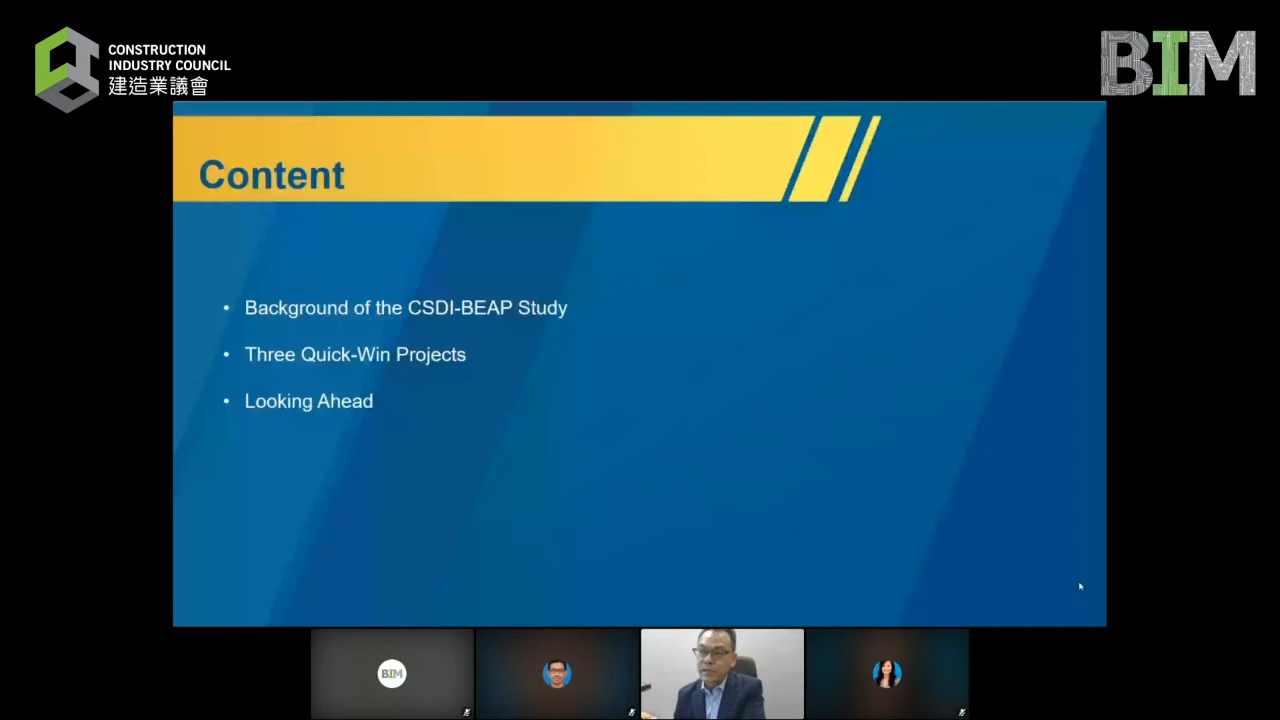 CONSTRUCTION
INDUSTRY COUNCIL
建造業議會
BIM
Content
• Background of the CSDI-BEAP Study
• Three Quick-Win Projects
• Looking Ahead
BIM